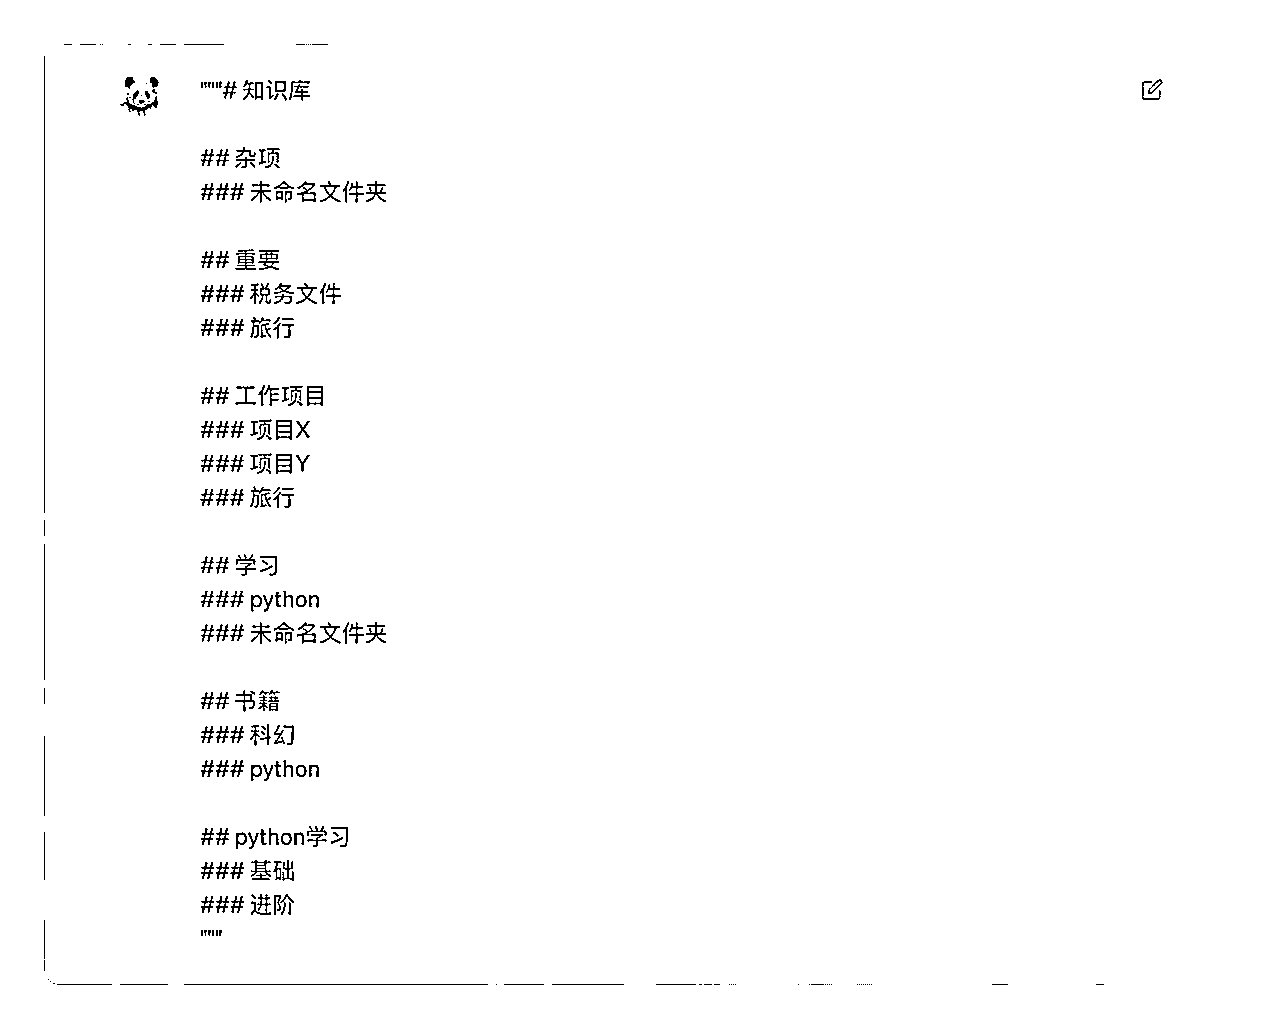 """"# 知识库
## 杂项
### 未命名文件夹
## 重要
### 税务文件
### 旅行
## 工作项目
### 项目X
### 项目Y
### 旅行
## 学习
### python
### 未命名文件夹
## 书籍
### 科幻
### python
## python学习
### 基础
### 进阶
""""